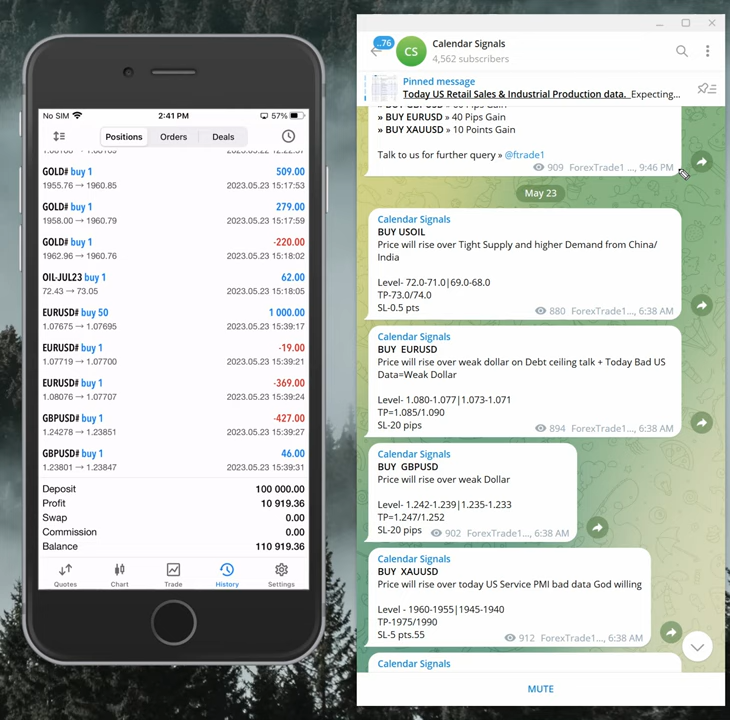 No SIM
2:41 PM
57%
Positions
Orders
Deals
GOLD# buy 1
509.00
1955.76 → 1960.85
2023.05.23 15:17:53
GOLD# buy 1
279.00
1958.00 → 1960.79
2023.05.23 15:17:59
GOLD# buy 1
-220.00
1962.96 → 1960.76
2023.05.23 15:18:02
OIL-JUL23 buy 1
62.00
72.43 → 73.05
2023.05.23 15:18:05
EURUSD# buy 50
1 000.00
1.07675 → 1.07695
2023.05.23 15:39:17
EURUSD# buy 1
-19.00
1.07719 → 1.07700
2023.05.23 15:39:21
EURUSD# buy 1
-369.00
1.08076 → 1.07707
2023.05.23 15:39:24
GBPUSD# buy 1
-427.00
1.24278 → 1.23851
2023.05.23 15:39:27
GBPUSD# buy 1
46.00
1.23801 → 1.23847
2023.05.23 15:39:31
Deposit
100 000.00
Profit
10 919.36
Swap
0.00
Commission
0.00
Balance
110 919.36
Quotes
Chart
Trade
History
Settings
..76
CS
Calendar Signals
4,562 subscribers
Pinned message
Today US Retail Sales & Industrial Production data. Expecting...
» BUY EURUSD » 40 Pips Gain
» BUY XAUUSD » 10 Points Gain
Talk to us for further query » @ftrade1
909 ForexTrade1 ..., 9:46 PM
May 23
Calendar Signals
BUY USOIL
Price will rise over Tight Supply and higher Demand from China/
India
Level- 72.0-71.0|69.0-68.0
TP-73.0/74.0
SL-0.5 pts
880 ForexTrade1..., 6:38 AM
Calendar Signals
BUY EURUSD
Price will rise over weak dollar on Debt ceiling talk + Today Bad US
Data=Weak Dollar
Level- 1.080-1.077|1.073-1.071
TP=1.085/1.090
SL-20 pips
894 ForexTrade1..., 6:38 AM
Calendar Signals
BUY GBPUSD
Price will rise over weak Dollar
Level- 1.242-1.239|1.235-1.233
TP=1.247/1.252
SL-20 pips
902 ForexTrade1..., 6:38 AM
Calendar Signals
BUY XAUUSD
Price will rise over today US Service PMI bad data God willing
Level - 1960-1955|1945-1940
TP-1975/1990
SL-5 pts.55
912 ForexTrade1..., 6:38 AM
Calendar Signals
MUTE